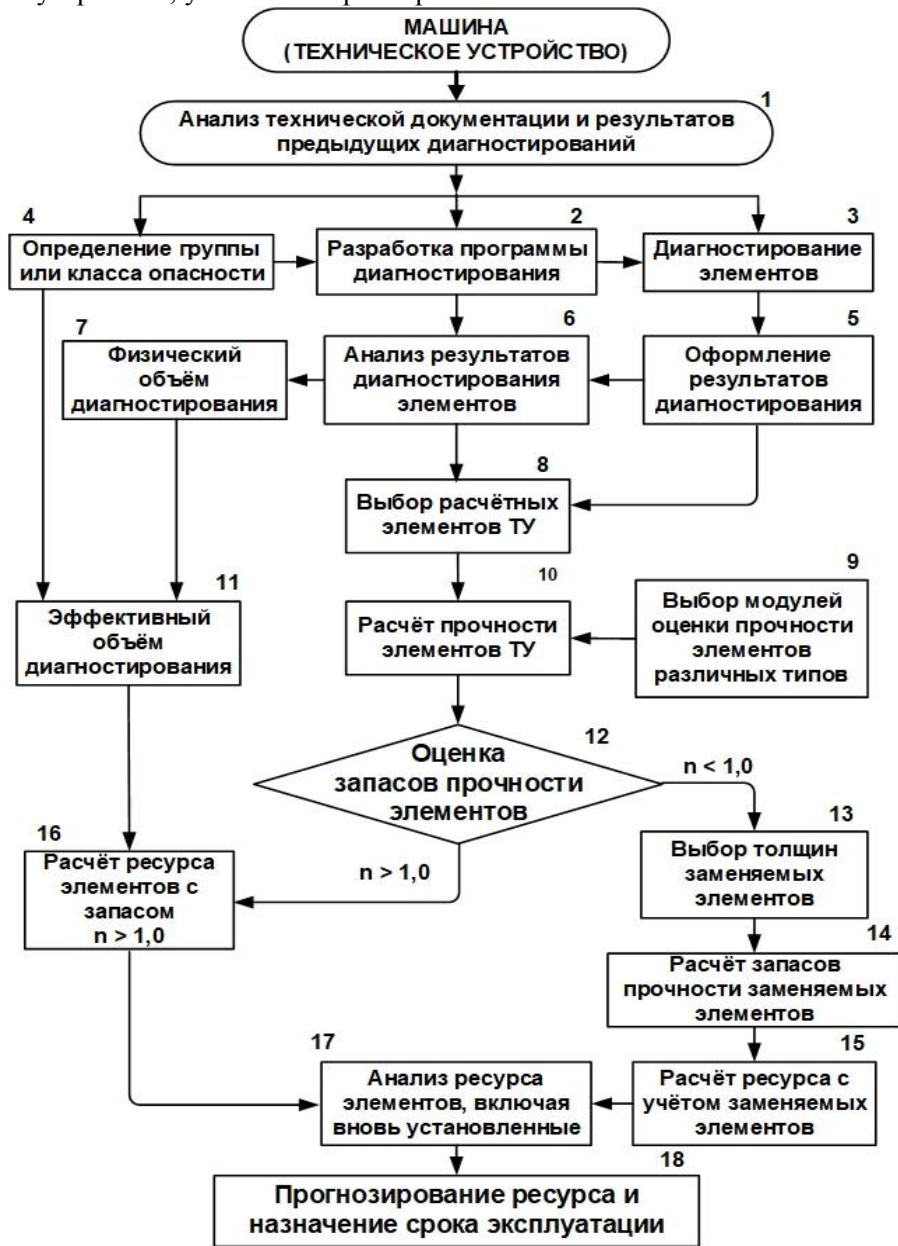 МАШИНА
(ТЕХНИЧЕСКОЕ УСТРОЙСТВО)
1
Анализ технической документации и результатов
предыдущих диагностирований
4
Определение группы
или класса опасности
2
Разработка программы
диагностирования
3
Диагностирование
элементов
7
Физический
объём
диагностирования
6
Анализ результатов
диагностирования
элементов
5
Оформление
результатов
диагностирования
8
Выбор расчётных
элементов ТУ
11
Эффективный
объём
диагностирования
10
Расчёт прочности
элементов ТУ
9
Выбор модулей
оценки прочности
элементов
различных типов
12
Оценка
запасов прочности
элементов
n < 1,0
n > 1,0
13
Выбор толщин
заменяемых
элементов
16
Расчёт ресурса
элементов с
запасом
n > 1,0
14
Расчёт запасов
прочности заменяемых
элементов
17
Анализ ресурса
элементов, включая
вновь установленные
15
Расчёт ресурса с
учётом заменяемых
элементов
18
Прогнозирование ресурса и
назначение срока эксплуатации